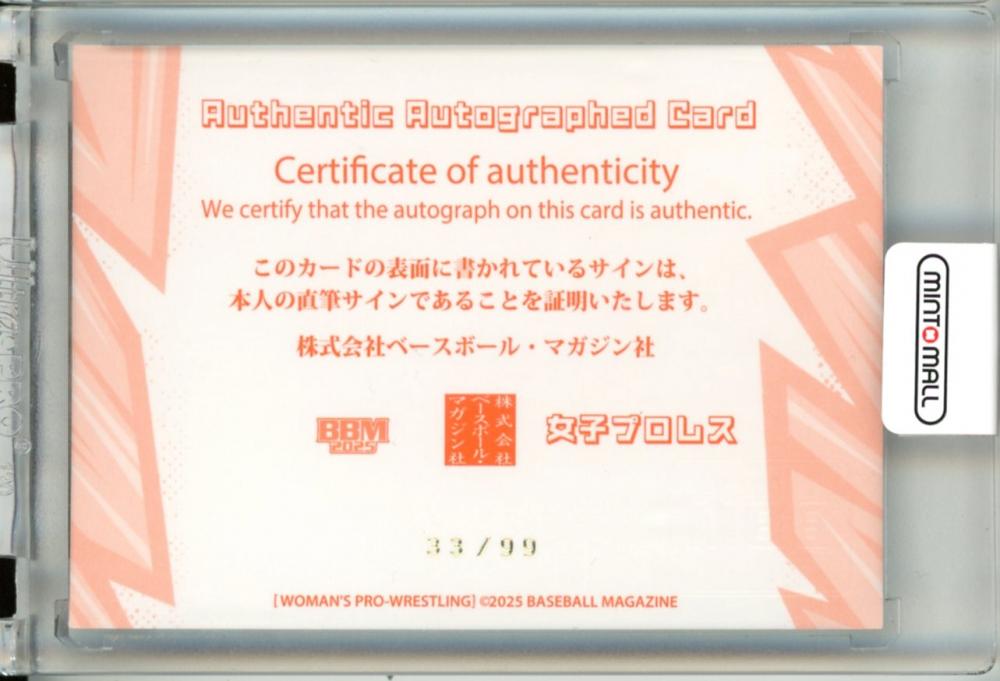 Authentic Autographed Card
Certificate of authenticity
We certify that the autograph on this card is authentic.
このカードの表面に書かれているサインは、
本人の直筆サインであることを証明いたします。
株式会社ベースボール・マガジン社
BBM
2025
株式会社
ベースボール・
マガジン社
女子プロレス
33/99
[WOMAN'S PRO-WRESTLING] ©2025 BASEBALL MAGAZINE
MINT MALL